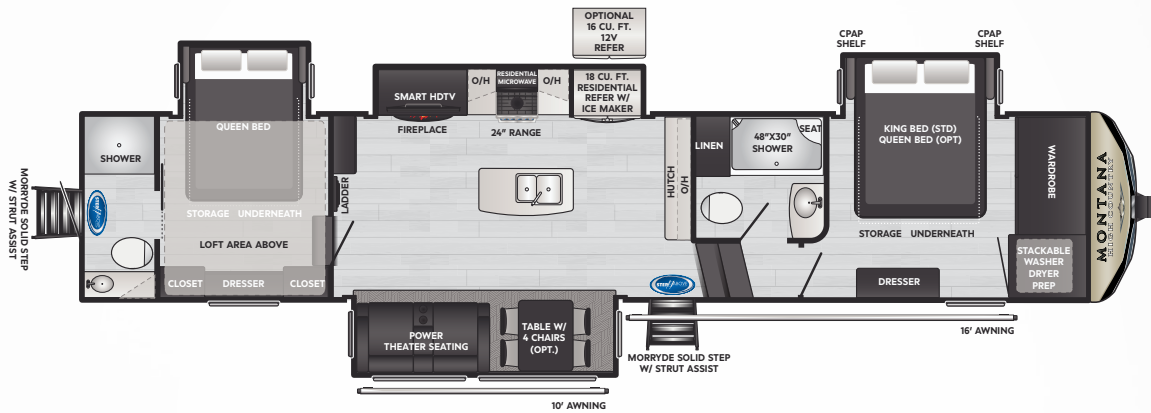 OPTIONAL
16 CU. FT.
12V
REFER
CPAP
SHELF
CPAP
SHELF
SMART HDTV
O/H
RESIDENTIAL
MICROWAVE
O/H
18 CU. FT.
RESIDENTIAL
REFER W/
ICE MAKER
FIREPLACE
24" RANGE
QUEEN BED
SHOWER
LINEN
48"X30"
SHOWER
SEAT
KING BED (STD)
QUEEN BED (OPT)
WARDROBE
MORRYDE SOLID STEP
W/ STRUT ASSIST
LADDER
HUTCH
O/H
STORAGE UNDERNEATH
LOFT AREA ABOVE
STORAGE UNDERNEATH
CLOSET
DRESSER
CLOSET
STEP ABOVE
DRESSER
STACKABLE
WASHER
DRYER
PREP
MONTANA
HIGH COUNTRY
POWER
THEATER SEATING
TABLE W/
4 CHAIRS
(OPT.)
MORRYDE SOLID STEP
W/ STRUT ASSIST
16' AWNING
10' AWNING